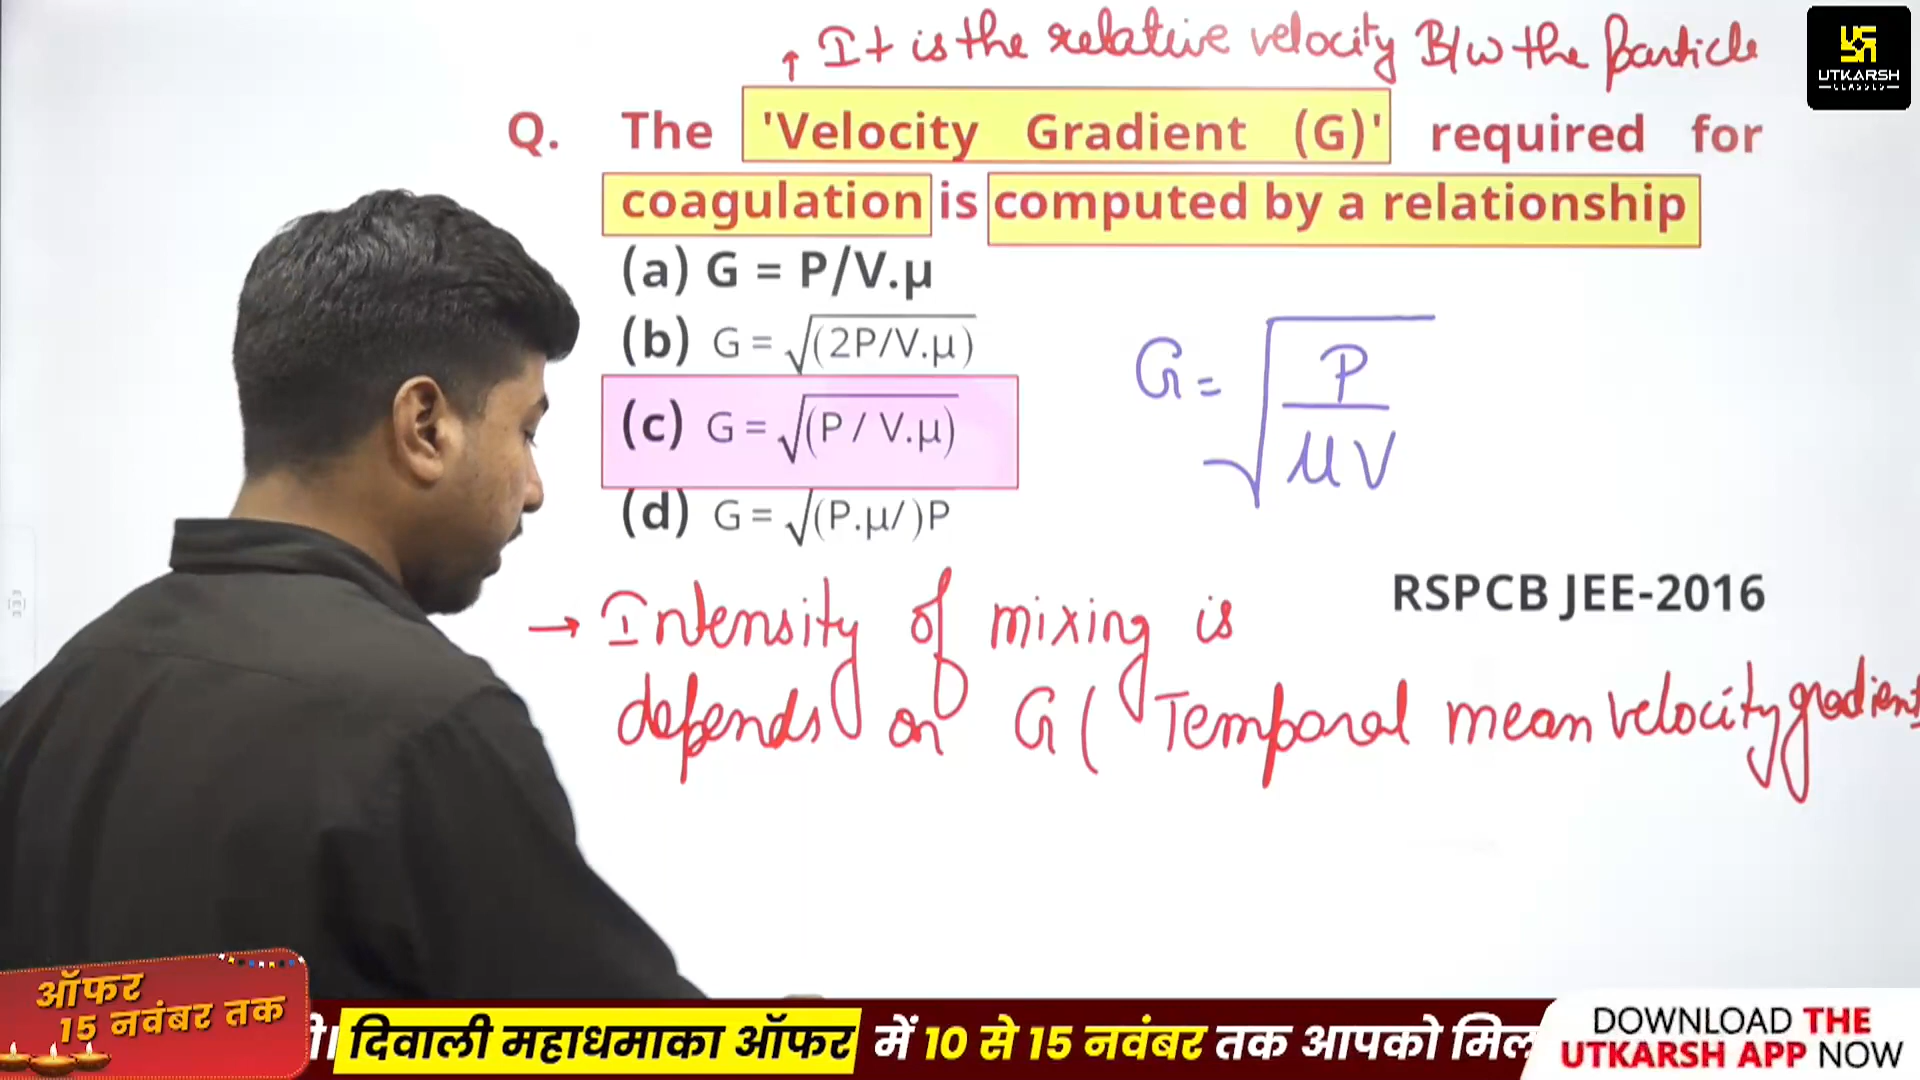 ↑ It is the relative velocity B/w the particle
UTKARSH
CLASSES
Q. The 'Velocity Gradient (G)' required for
coagulation is computed by a relationship
(a) G = P/V.μ
(b) G = √(2P/V.μ)
(c) G = √(P / V.μ)
(d) G = √(P.μ/)P
G = √P/μV
RSPCB JEE-2016
→ Intensity of mixing is
depends on G ( Temporal mean velocity gradient
ऑफर
15 नवंबर तक
दिवाली महाधमाका ऑफर में 10 से 15 नवंबर तक आपको
DOWNLOAD THE
UTKARSH APP NOW